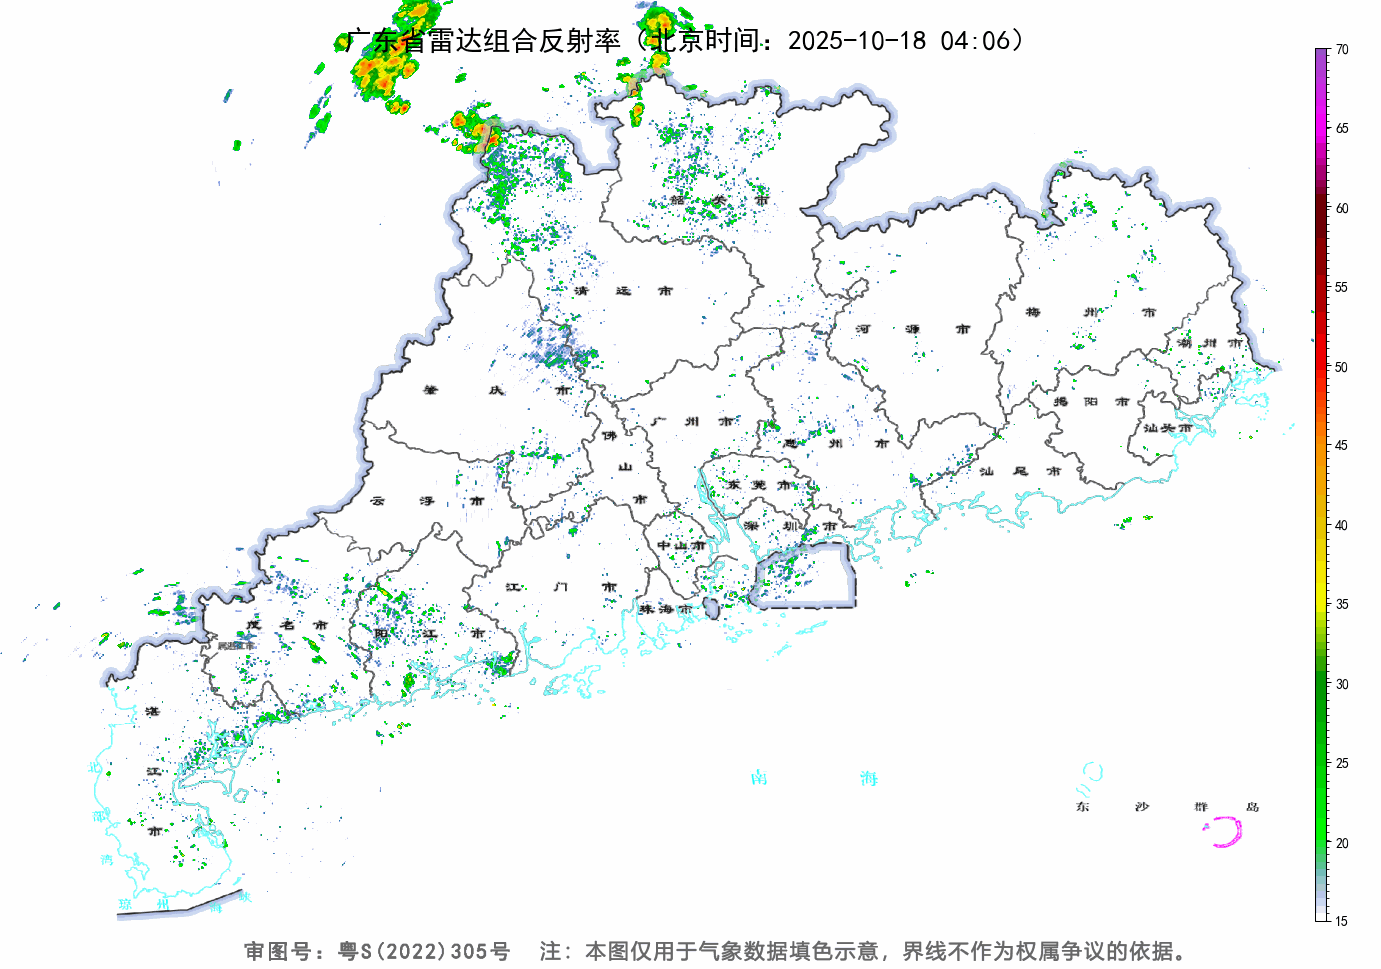 广东省雷达组合反射率（北京时间：2025-10-18 04:06）
70
65
60
55
50
45
40
35
30
25
20
15
韶关市
清远市
河源市
梅州市
潮州市
肇庆市
广州市
惠州市
揭阳市
汕头市
佛山市
云浮市
东莞市
汕尾市
深圳市
中山市
江门市
珠海市
茂名市
阳江市
湛江市
南海
东沙群岛
北部湾
琼州海峡
审图号：粤S(2022)305号 注：本图仅用于气象数据填色示意，界线不作为权属争议的依据。